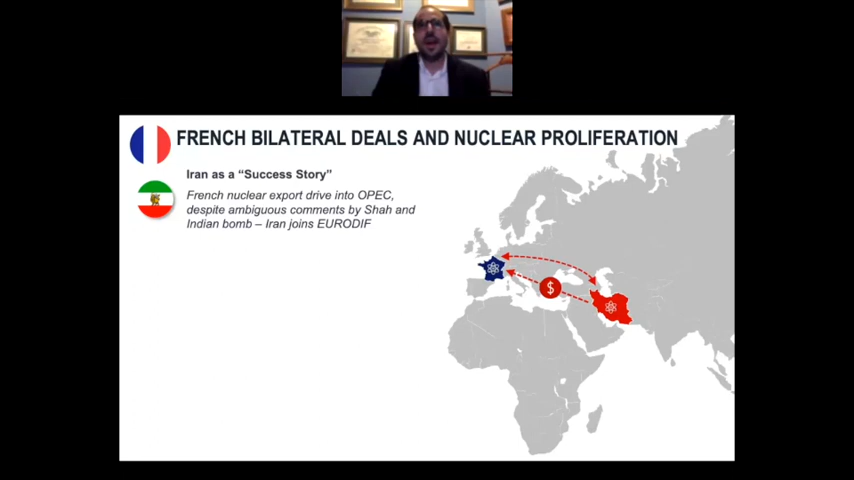 FRENCH BILATERAL DEALS AND NUCLEAR PROLIFERATION
Iran as a “Success Story”
French nuclear export drive into OPEC,
despite ambiguous comments by Shah and
Indian bomb – Iran joins EURODIF
$